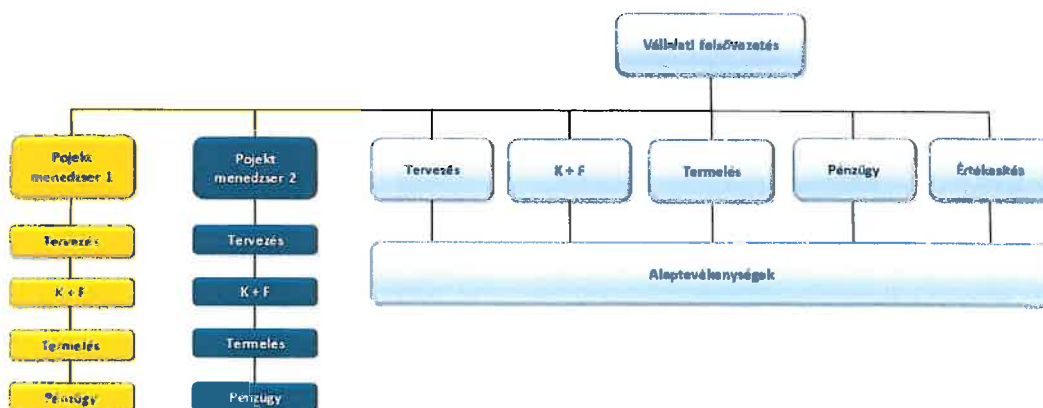 Vállalati felsővezetés
Pojekt
menedzser 1
Pojekt
menedzser 2
Tervezés
K + F
Termelés
Pénzügy
Értékesítés
Tervezés
K + F
Termelés
Pénzügy
Tervezés
K + F
Termelés
Pénzügy
Alaptevékenységek